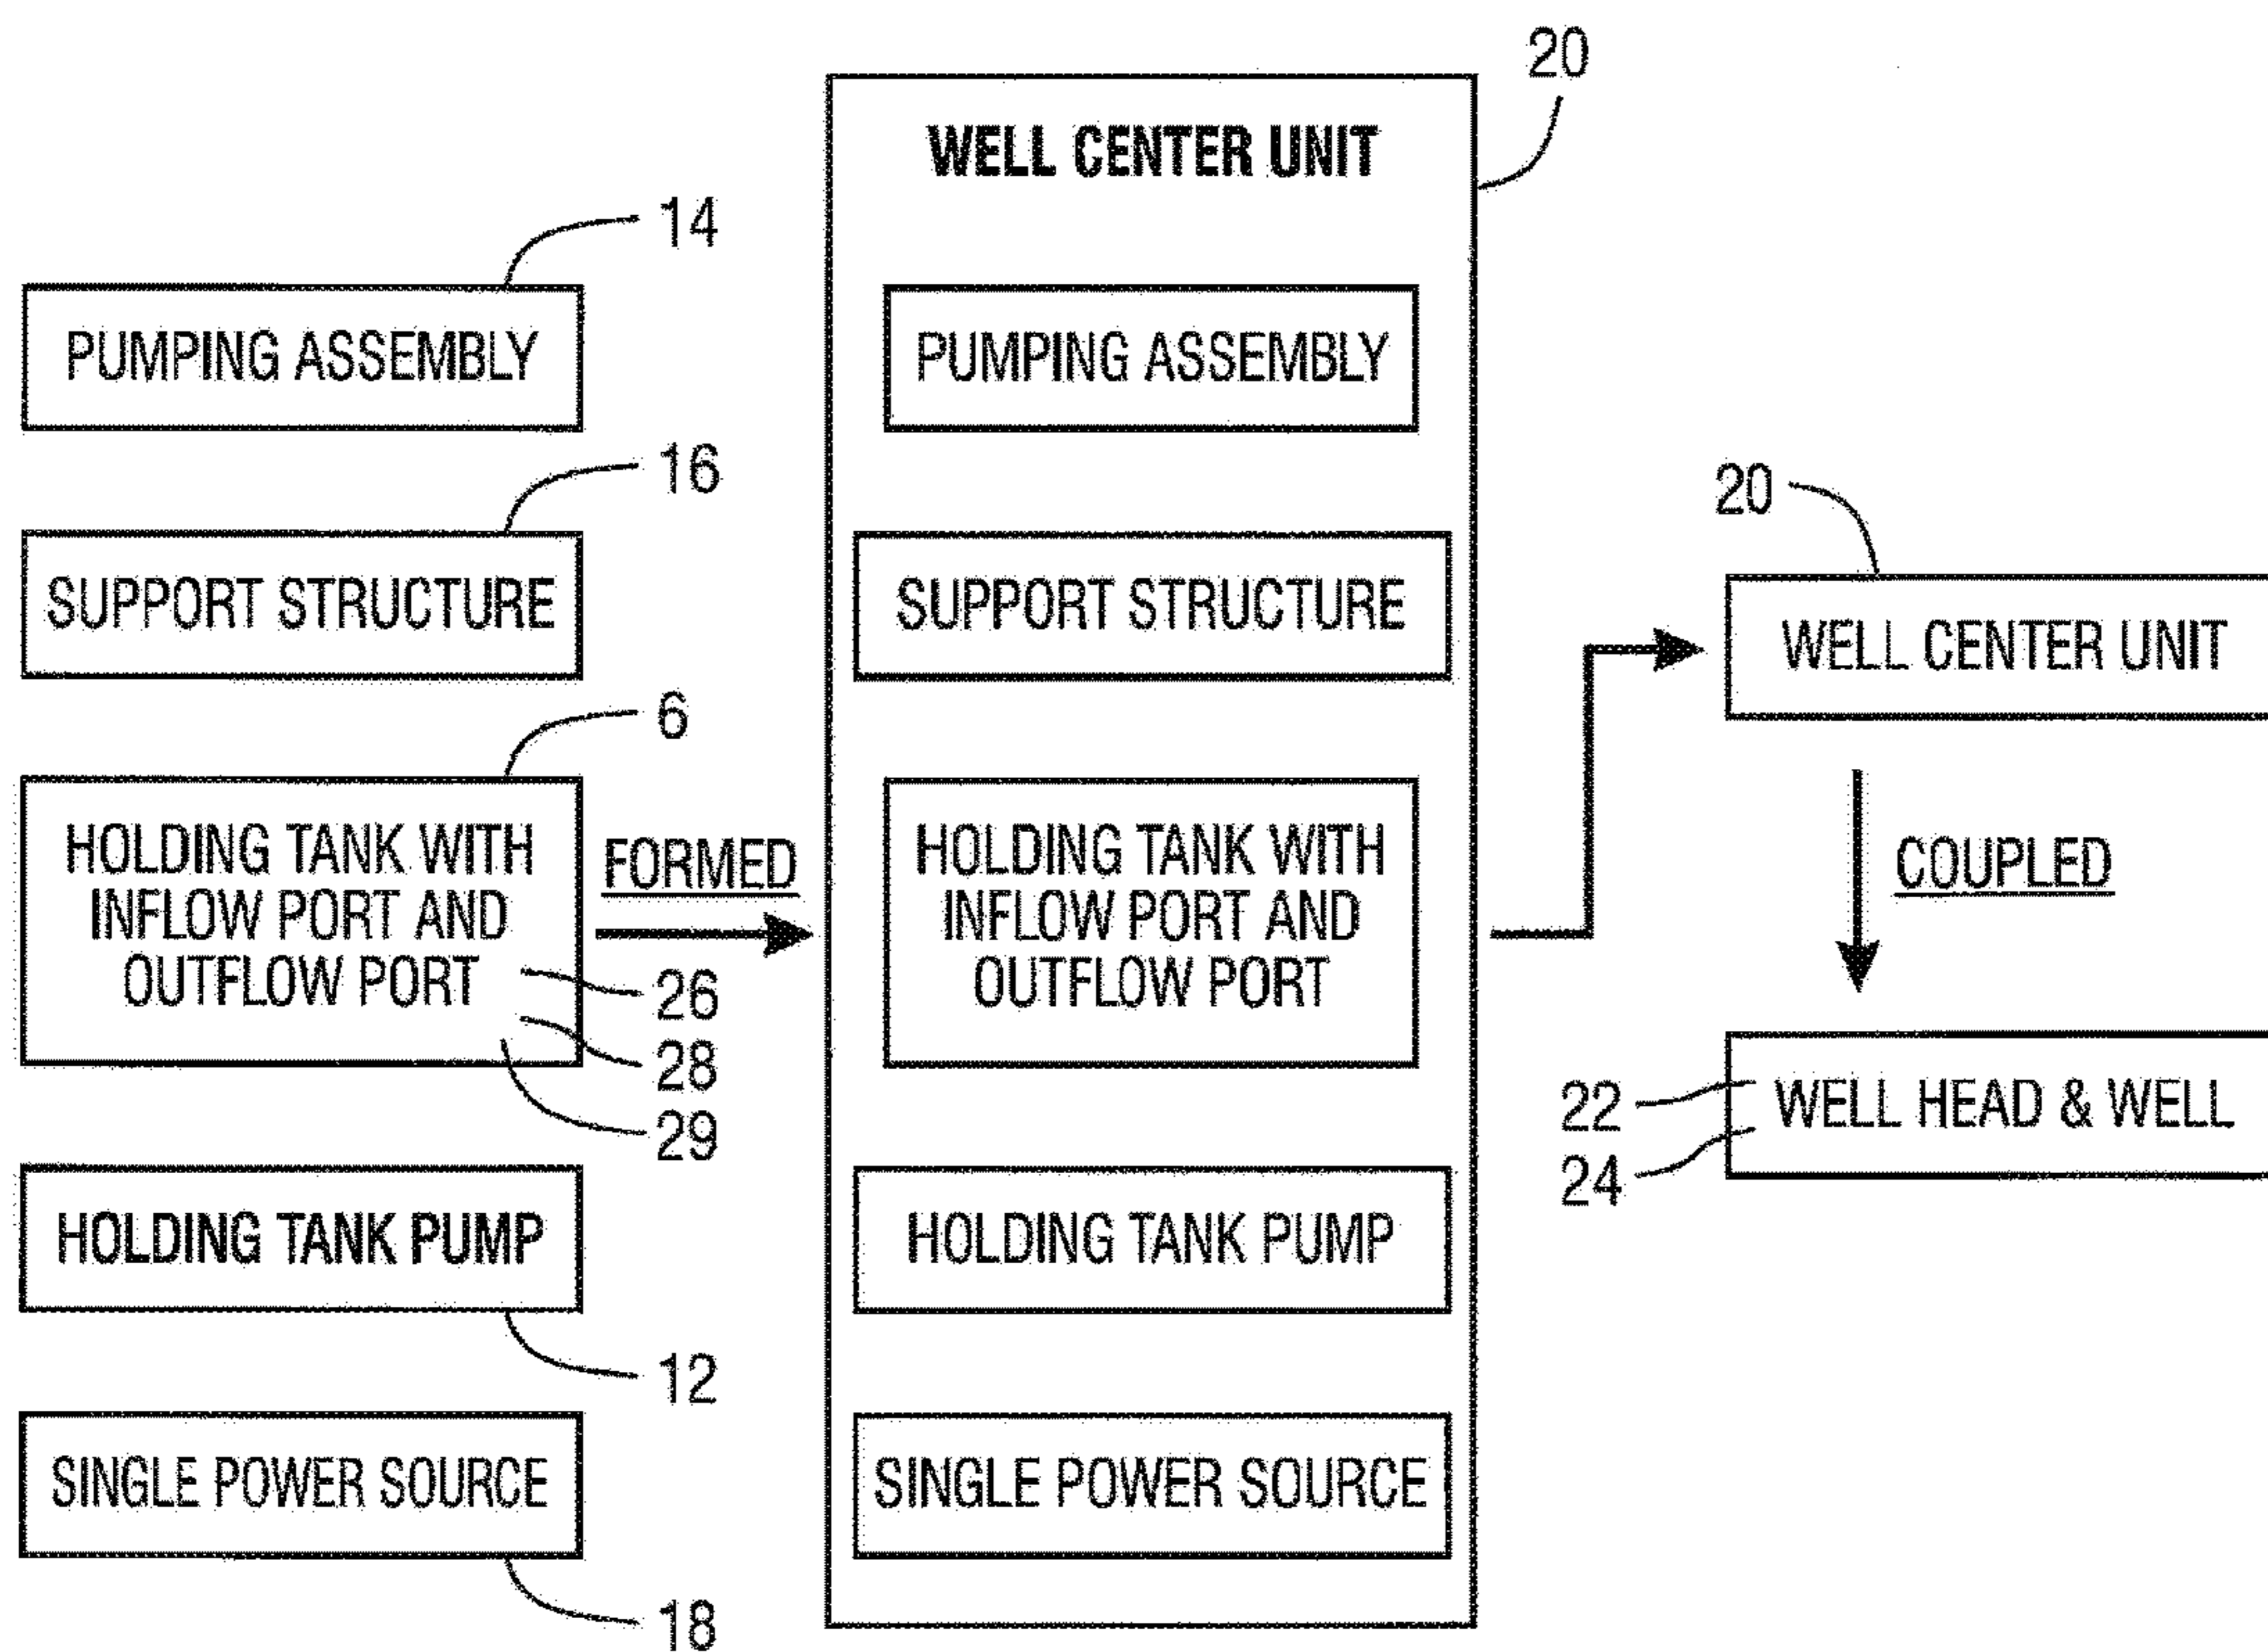 14
PUMPING ASSEMBLY
16
SUPPORT STRUCTURE
6
HOLDING TANK WITH
INFLOW PORT AND
OUTFLOW PORT
26
28
29
HOLDING TANK PUMP
12
SINGLE POWER SOURCE
18
FORMED
20
WELL CENTER UNIT
PUMPING ASSEMBLY
SUPPORT STRUCTURE
HOLDING TANK WITH
INFLOW PORT AND
OUTFLOW PORT
HOLDING TANK PUMP
SINGLE POWER SOURCE
20
WELL CENTER UNIT
COUPLED
22
WELL HEAD & WELL
24